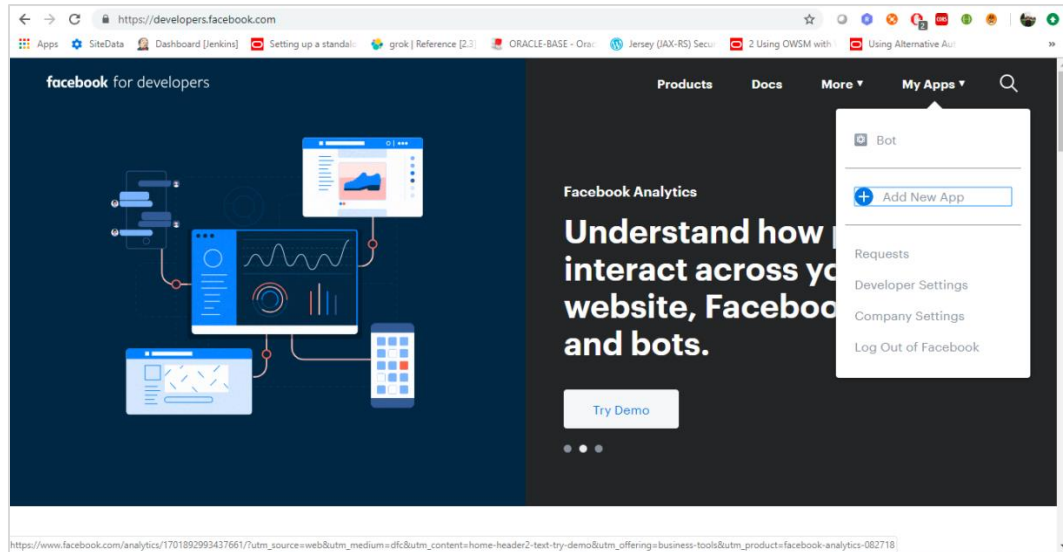 https://developers.facebook.com
Apps SiteData Dashboard [Jenkins] Setting up a standal grok | Reference [2.3] ORACLE-BASE - Orac Jersey (JAX-RS) Secur 2 Using OWSM with Using Alternative Aut »
facebook for developers
Products Docs More ▼ My Apps ▼
Bot
Add New App
Requests
Developer Settings
Company Settings
Log Out of Facebook
Facebook Analytics
Understand how
interact across yo
website, Faceboo
and bots.
Try Demo
https://www.facebook.com/analytics/1701892993437661/?utm_source=web&utm_medium=dfc&utm_content=home-header2-text-try-demo&utm_offering=business-tools&utm_product=facebook-analytics-082718